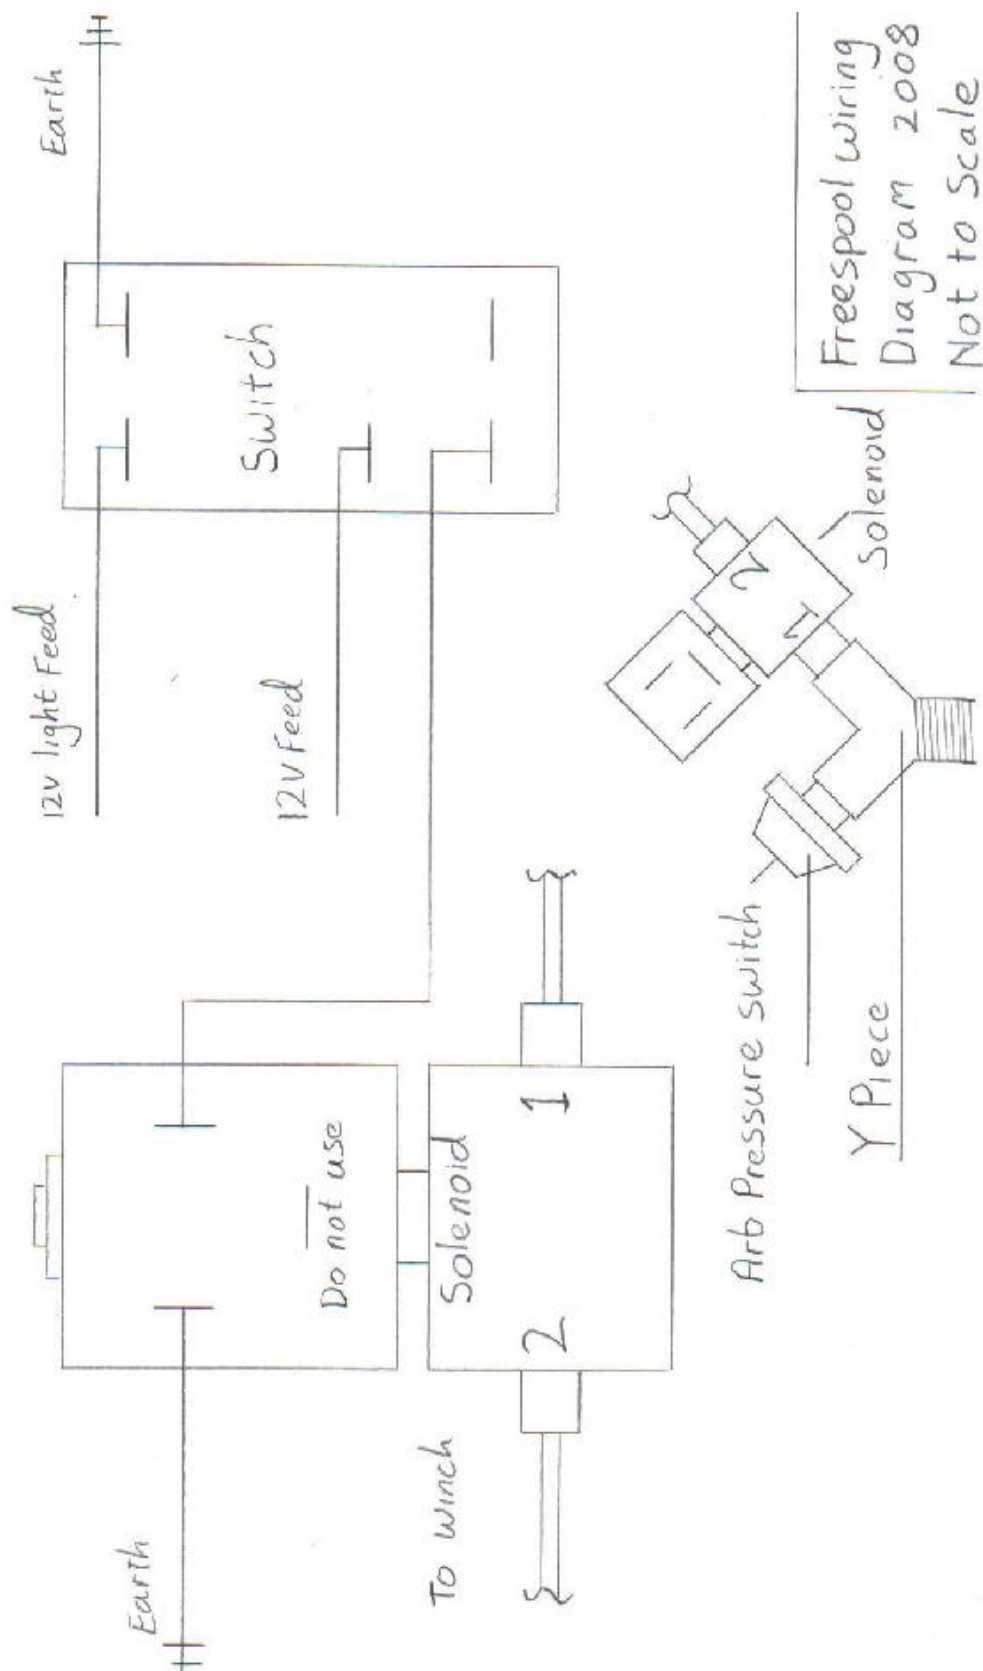 Earth
12v light Feed
Earth
12v Feed
Switch
Do not use
Solenoid
To winch
2
1
Arb Pressure Switch
Y Piece
1
2
Solenoid
Freespool wiring
Diagram 2008
Not to Scale